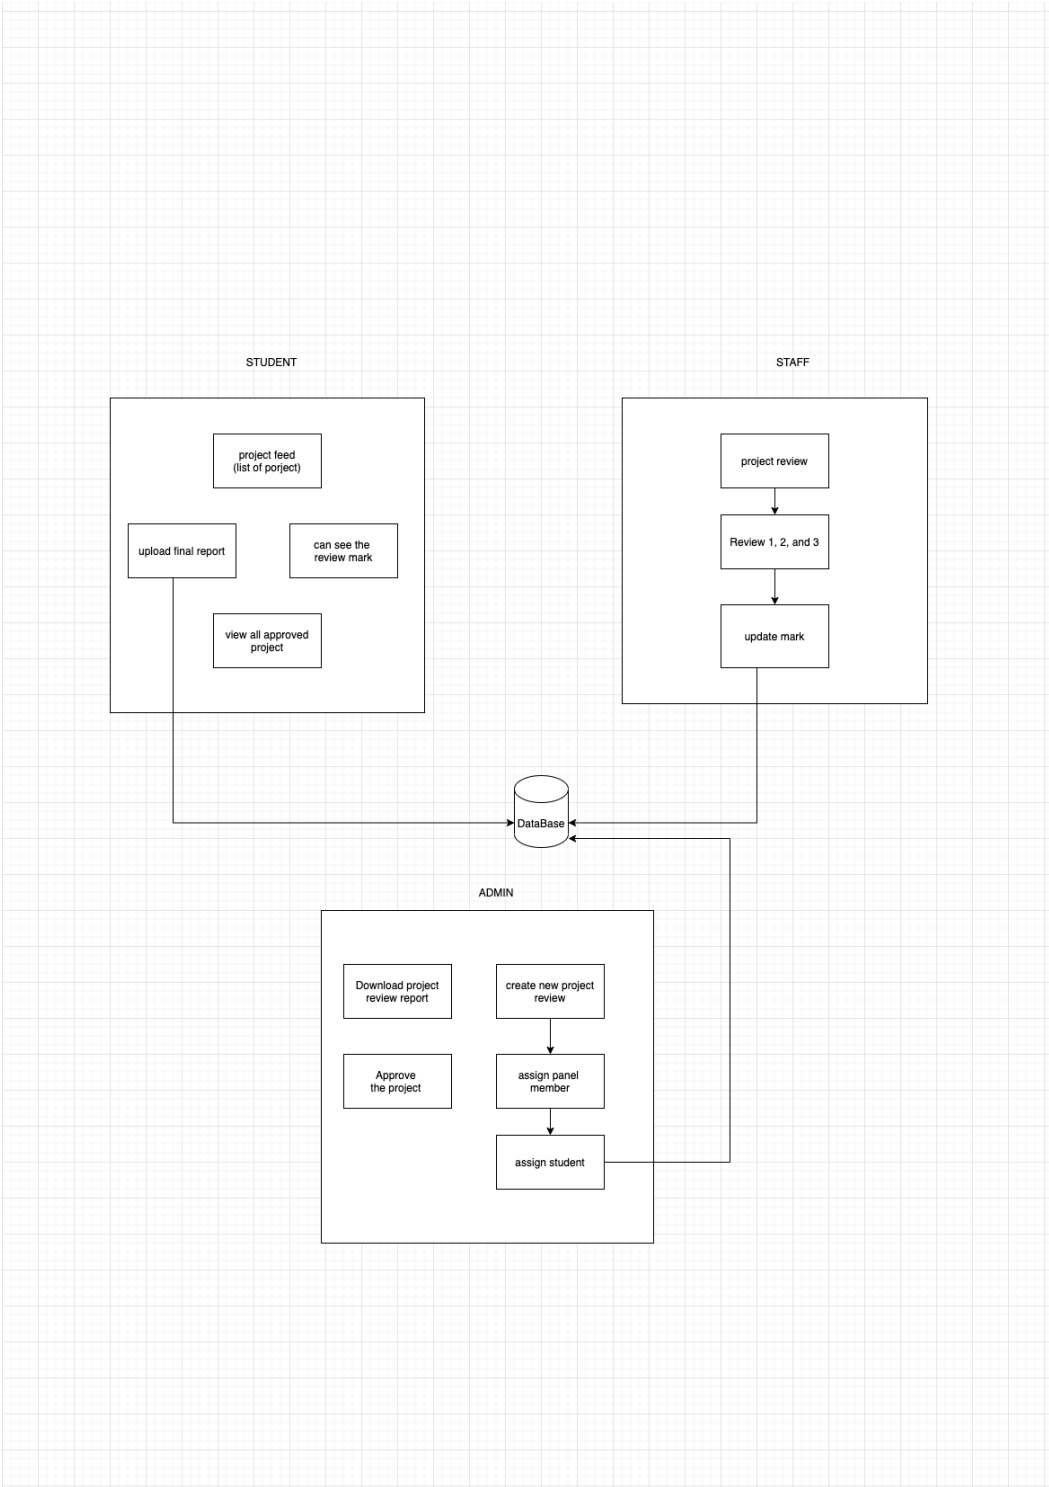 STUDENT
project feed
(list of porject)
upload final report
can see the
review mark
view all approved
project
STAFF
project review
Review 1, 2, and 3
update mark
DataBase
ADMIN
Download project
review report
create new project
review
Approve
the project
assign panel
member
assign student